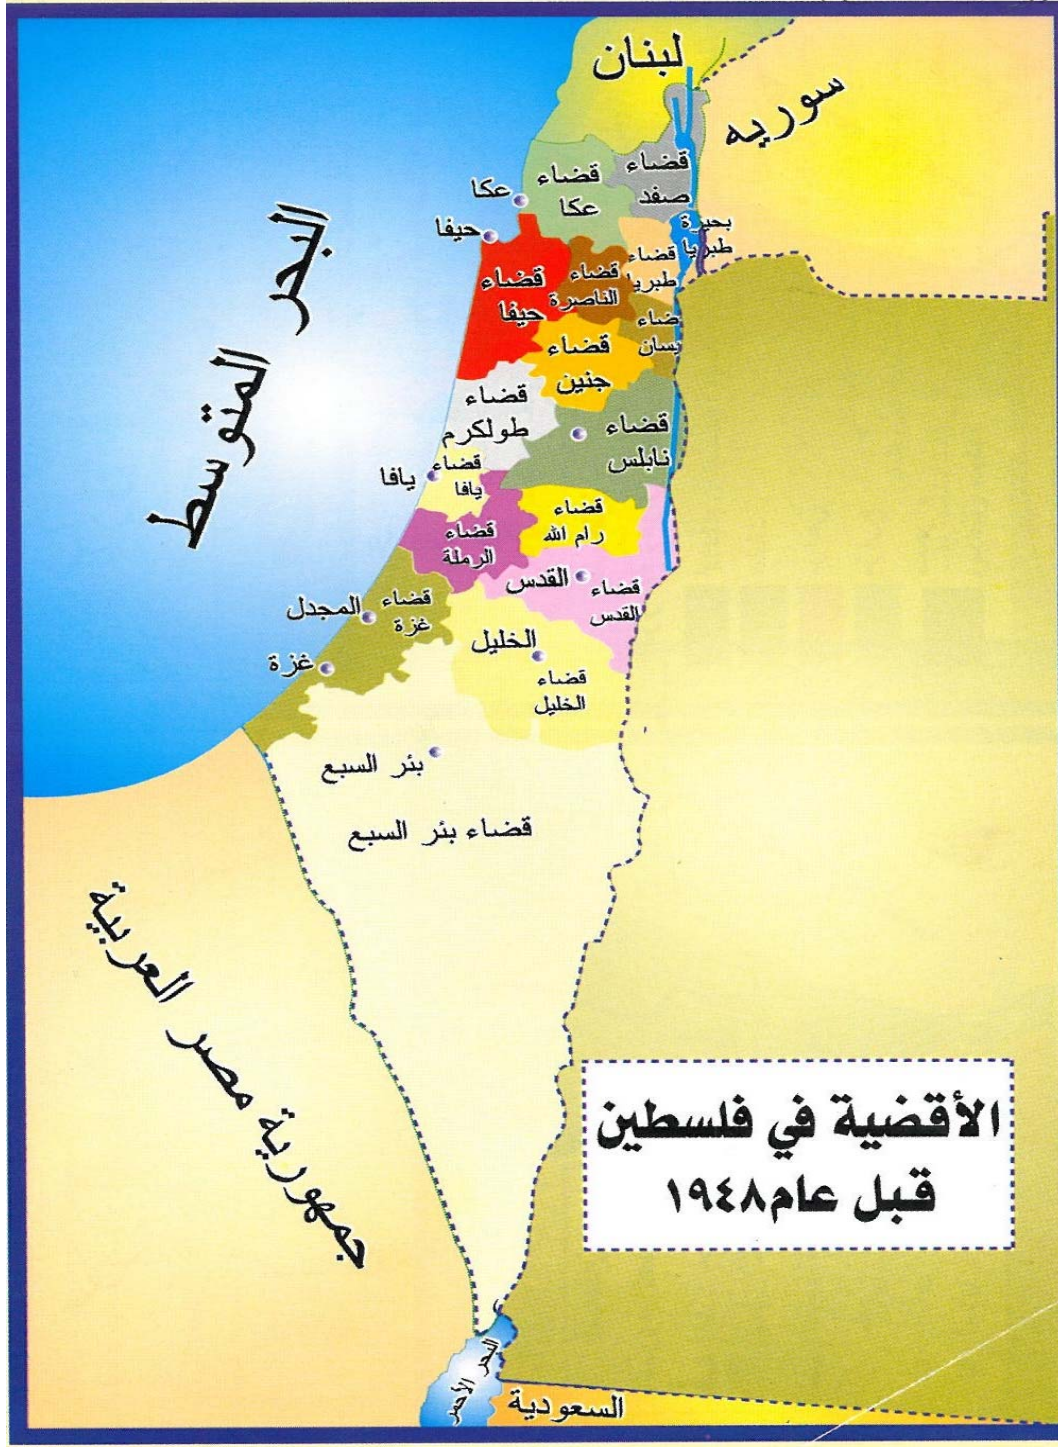 لبنان
سوريه
قضاء
صفد
قضاء
عكا
عكا
حيفا
بحيرة
طبريا
قضاء
طبريا
قضاء
الناصرة
قضاء
حيفا
ضاء
يسان
قضاء
جنين
قضاء
طولكرم
قضاء
نابلس
يافا
قضاء
يافا
قضاء
رام الله
قضاء
الرملة
القدس
قضاء
القدس
المجدل
قضاء
غزة
غزة
الخليل
قضاء
الخليل
بئر السبع
قضاء بئر السبع
البحر المتوسط
جمهورية مصر العربية
الأقضية في فلسطين
قبل عام١٩٤٨
البحر الأحمر
السعودية